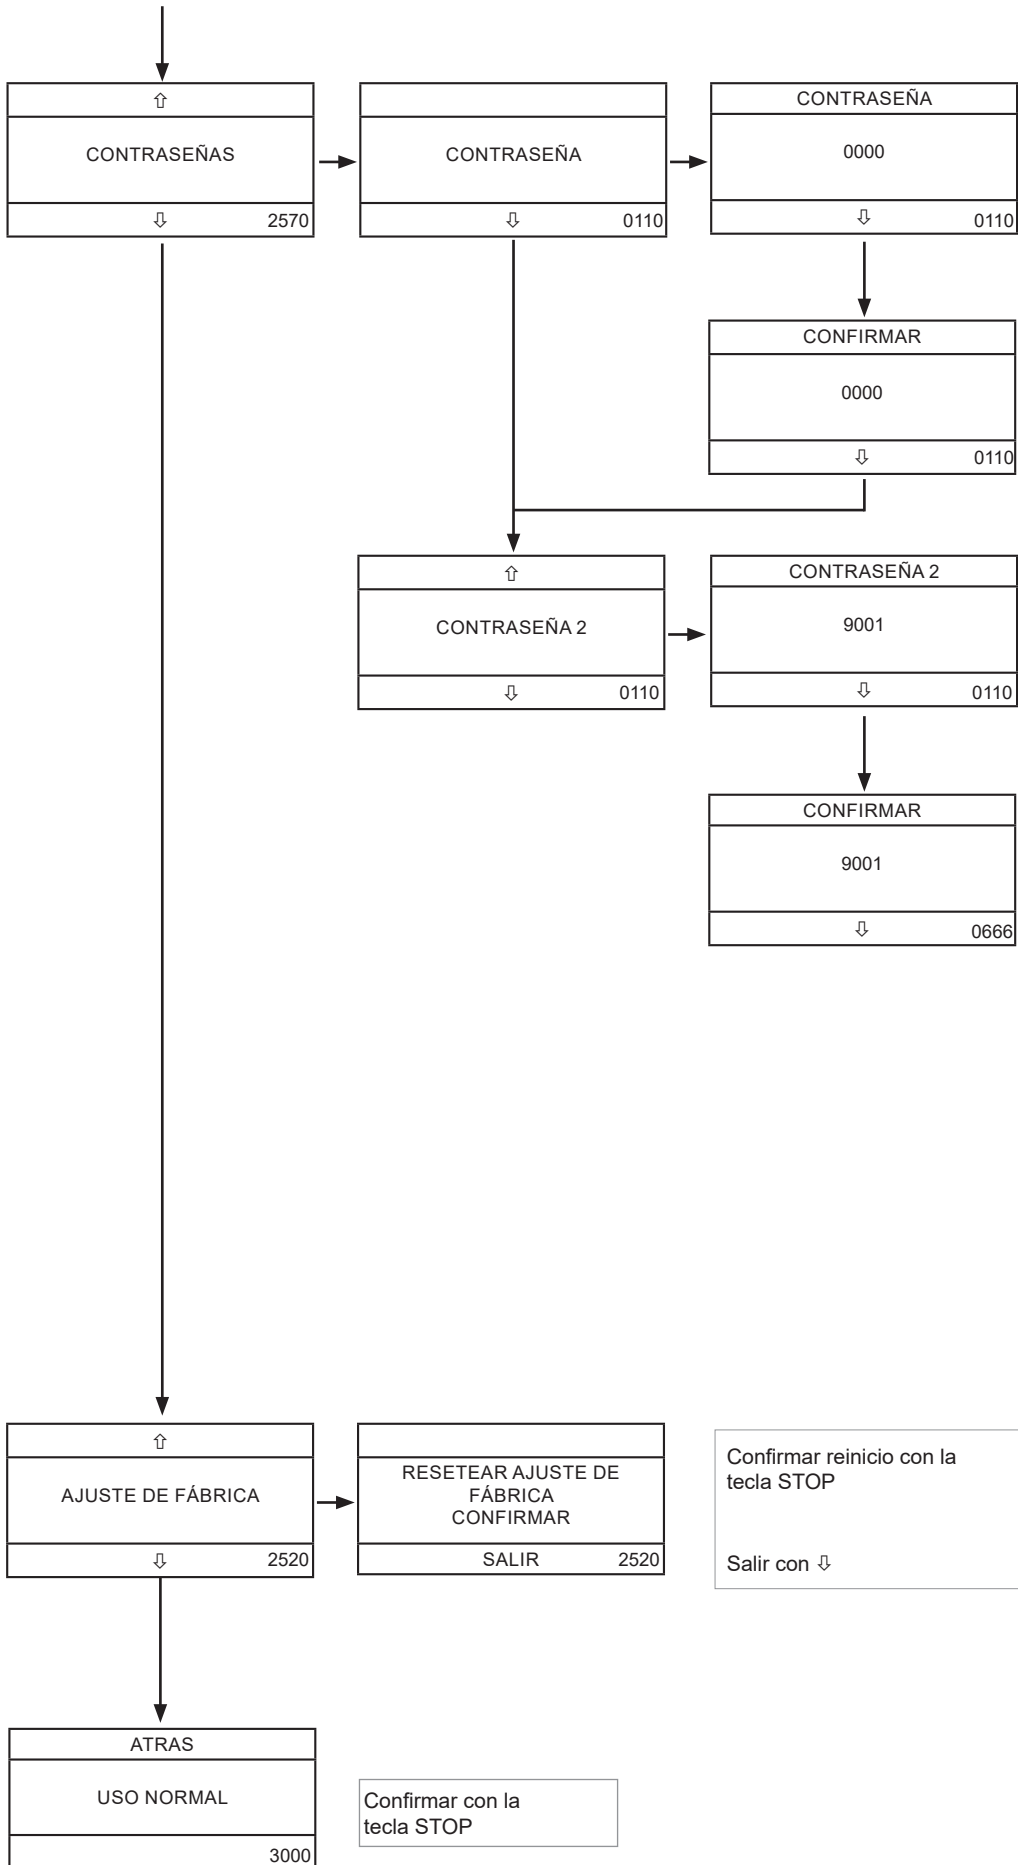 ⇧
CONTRASEÑAS
⇩ 2570
CONTRASEÑA
⇩ 0110
CONTRASEÑA
0000
⇩ 0110
CONFIRMAR
0000
⇩ 0110
⇧
CONTRASEÑA 2
⇩ 0110
CONTRASEÑA 2
9001
⇩ 0110
CONFIRMAR
9001
⇩ 0666
⇧
AJUSTE DE FÁBRICA
⇩ 2520
RESETEAR AJUSTE DE
FÁBRICA
CONFIRMAR
SALIR 2520
Confirmar reinicio con la
tecla STOP
Salir con ⇩
ATRAS
USO NORMAL
3000
Confirmar con la
tecla STOP